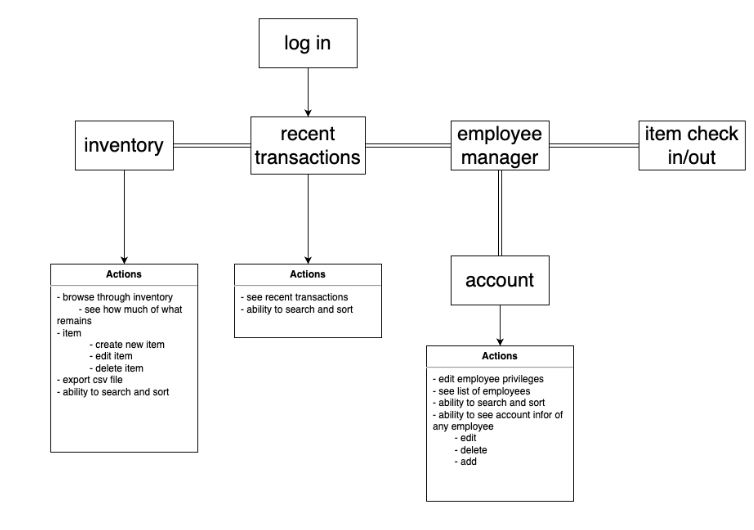 log in
inventory
recent
transactions
employee
manager
item check
in/out
account
Actions
- browse through inventory
- see how much of what
remains
- item
- create new item
- edit item
- delete item
- export csv file
- ability to search and sort
Actions
- see recent transactions
- ability to search and sort
Actions
- edit employee privileges
- see list of employees
- ability to search and sort
- ability to see account infor of
any employee
- edit
- delete
- add